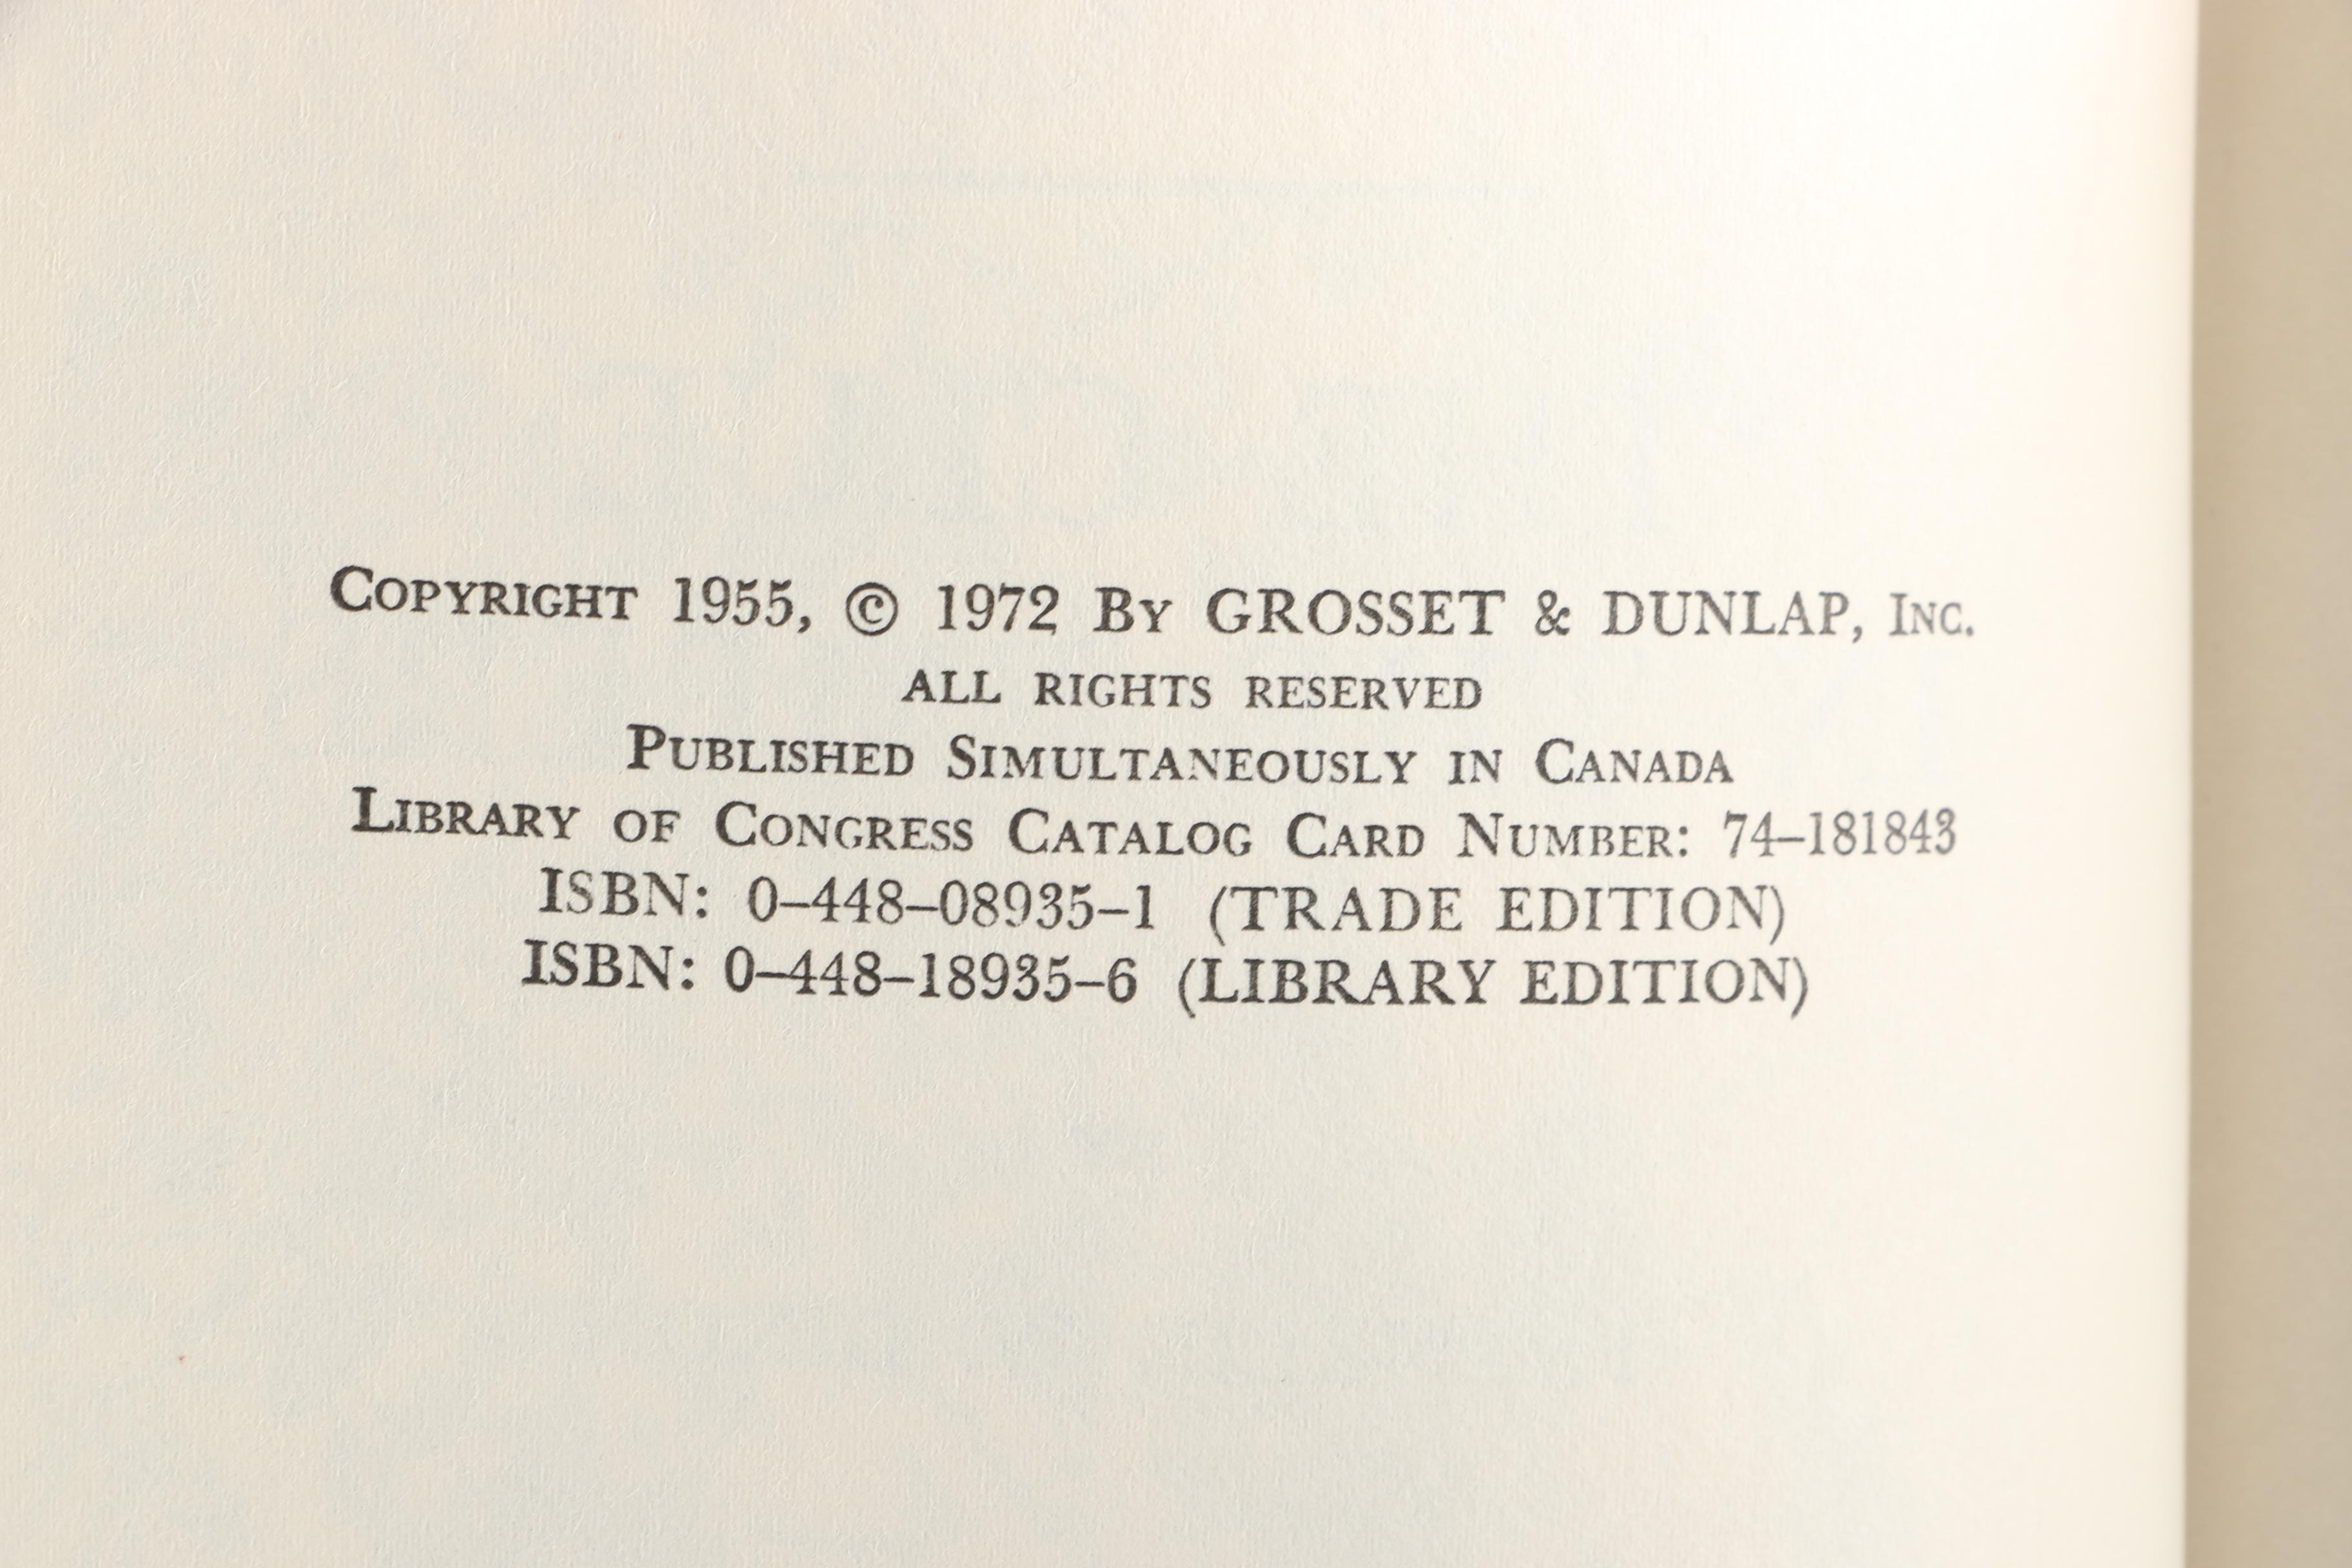 Copyright 1955, © 1972 By GROSSET & DUNLAP, Inc.
ALL RIGHTS RESERVED
Published Simultaneously in Canada
Library of Congress Catalog Card Number: 74–181843
ISBN: 0–448–08935–1 (TRADE EDITION)
ISBN: 0–448–18935–6 (LIBRARY EDITION)